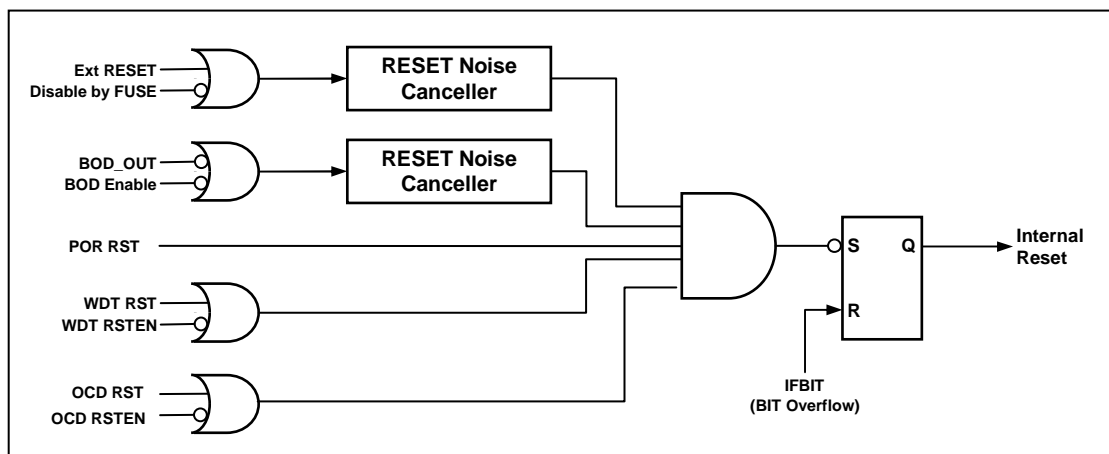 Ext RESET
Disable by FUSE
RESET Noise
Canceller
BOD_OUT
BOD Enable
RESET Noise
Canceller
POR RST
WDT RST
WDT RSTEN
OCD RST
OCD RSTEN
S
Q
R
Internal
Reset
IFBIT
(BIT Overflow)